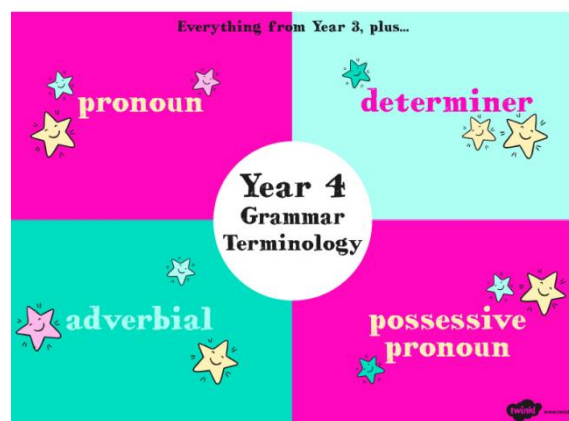 Everything from Year 3, plus...
pronoun
determiner
Year 4
Grammar
Terminology
adverbial
possessive
pronoun
twinkl